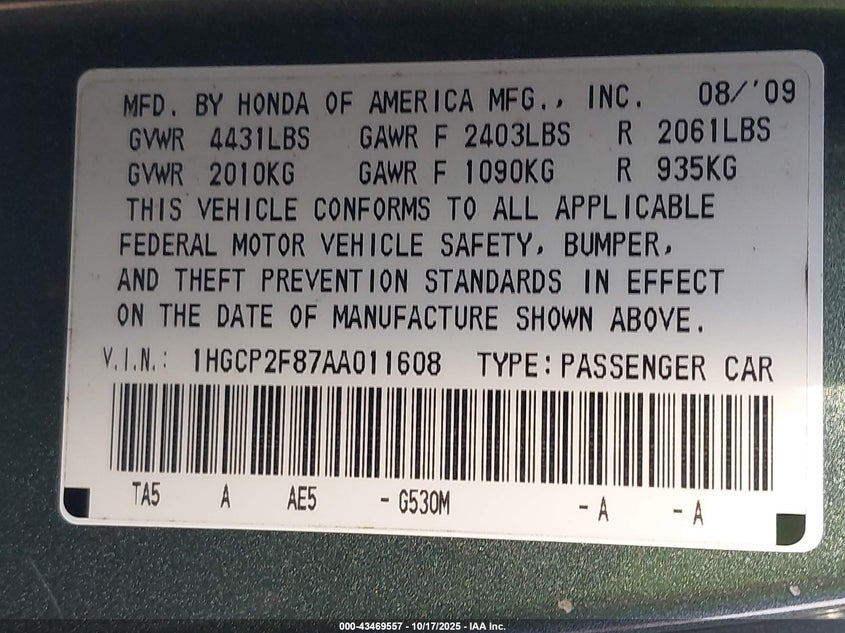 MFD. BY HONDA OF AMERICA MFG., INC. 08/'09
GVWR 4431LBS GAWR F 2403LBS R 2061LBS
GVWR 2010KG GAWR F 1090KG R 935KG
THIS VEHICLE CONFORMS TO ALL APPLICABLE
FEDERAL MOTOR VEHICLE SAFETY, BUMPER,
AND THEFT PREVENTION STANDARDS IN EFFECT
ON THE DATE OF MANUFACTURE SHOWN ABOVE.
V.I.N.: 1HGCP2F87AA011608 TYPE: PASSENGER CAR
TA5 A AE5 - G530M - A - A
000-43469557 - 10/17/2025 - IAA Inc.